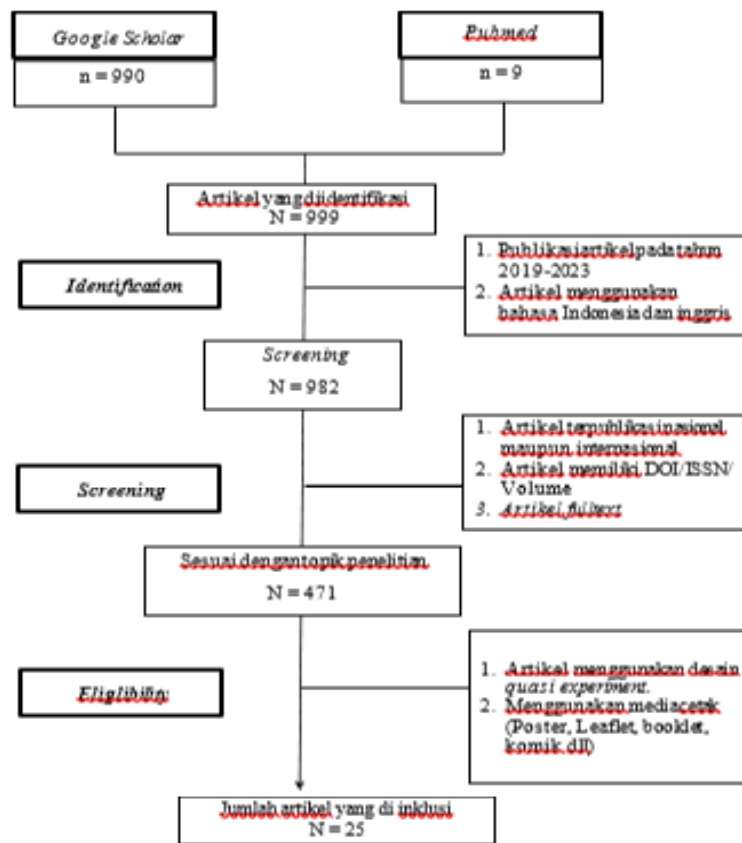 Google Scholar
n = 990
Pubmed
n = 9
Artikel yang diidentifikasi
N = 999
Identification
1. Publikasi artikel pada tahun
2019-2023
2. Artikel menggunakan
bahasa Indonesia dan inggris
Screening
N = 982
Screening
1. Artikel terpublikasi nasional
maupun internasional
2. Artikel memiliki DOI/ISSN/
Volume
3. Artikel fulltext
Sesuai dengan topik penelitian
N = 471
Eligibility
1. Artikel menggunakan desain
quasi experiment.
2. Menggunakan media cetak
(Poster, Leaflet, booklet,
komik dll)
Jumlah artikel yang di inklusi
N = 25